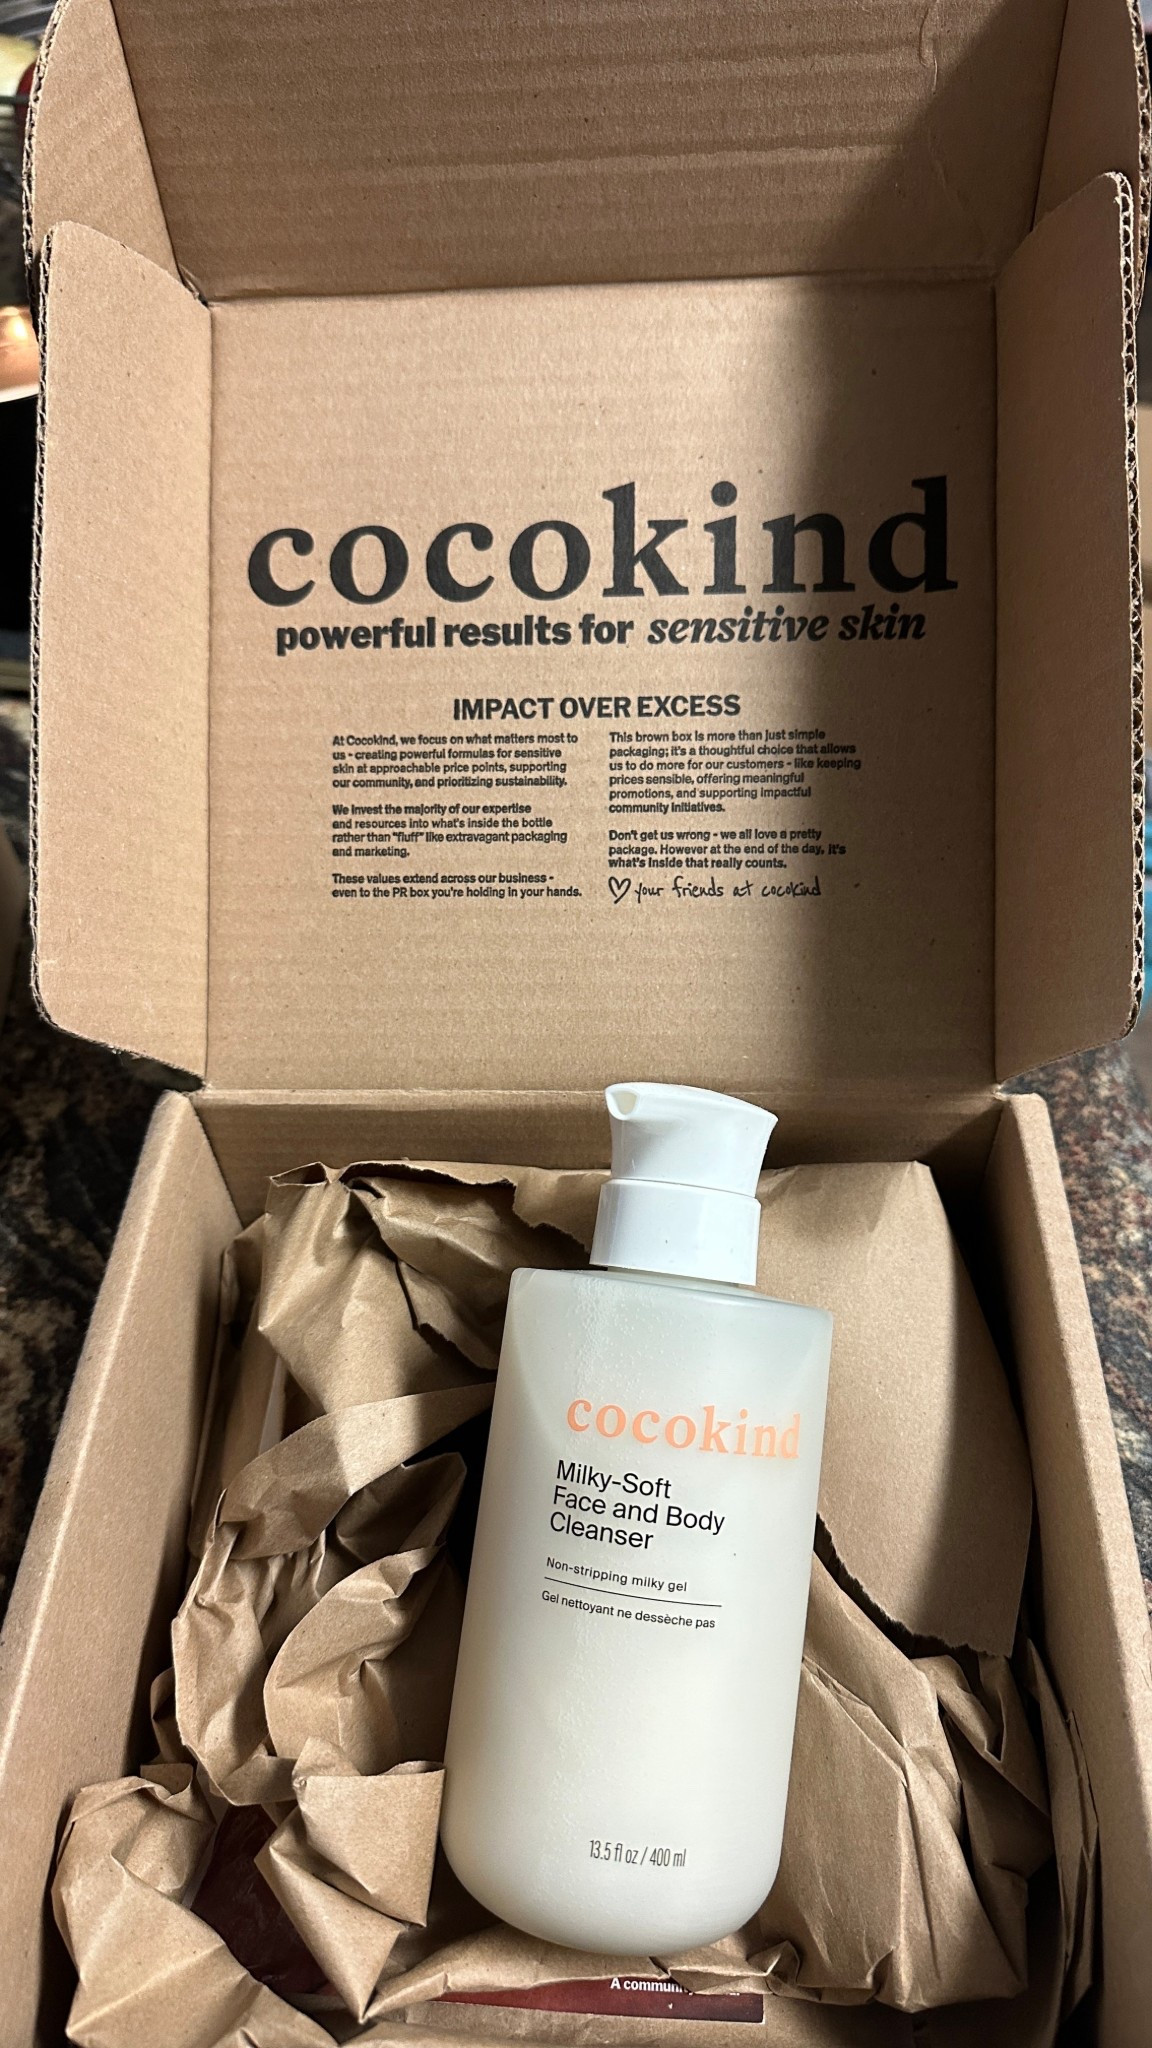 cocokind
powerful results for sensitive skin
IMPACT OVER EXCESS
At Cocokind, we focus on what matters most to
us - creating powerful formulas for sensitive
skin at approachable price points, supporting
our community, and prioritizing sustainability.
We invest the majority of our expertise
and resources into what's inside the bottle
rather than "fluff" like extravagant packaging
and marketing.
These values extend across our business -
even to the PR box you're holding in your hands.
This brown box is more than just simple
packaging; it's a thoughtful choice that allows
us to do more for our customers - like keeping
prices sensible, offering meaningful
promotions, and supporting impactful
community initiatives.
Don't get us wrong - we all love a pretty
package. However at the end of the day, it's
what's inside that really counts.
your friends at cocokind
cocokind
Milky-Soft
Face and Body
Cleanser
Non-stripping milky gel
Gel nettoyant ne dessèche pas
13.5 fl oz / 400 ml
A